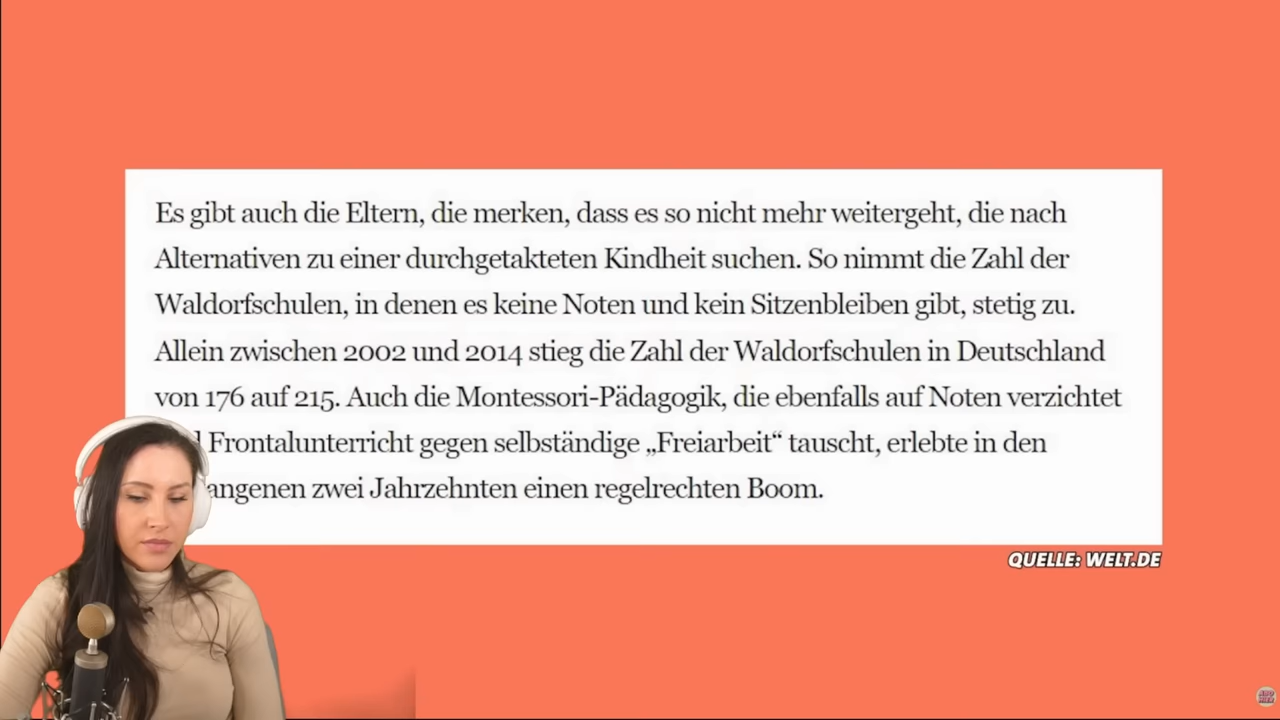 Es gibt auch die Eltern, die merken, dass es so nicht mehr weitergeht, die nach
Alternativen zu einer durchgetakteten Kindheit suchen. So nimmt die Zahl der
Waldorfschulen, in denen es keine Noten und kein Sitzenbleiben gibt, stetig zu.
Allein zwischen 2002 und 2014 stieg die Zahl der Waldorfschulen in Deutschland
von 176 auf 215. Auch die Montessori-Pädagogik, die ebenfalls auf Noten verzichtet
Frontalunterricht gegen selbständige „Freiarbeit“ tauscht, erlebte in den
angenen zwei Jahrzehnten einen regelrechten Boom.
QUELLE: WELT.DE